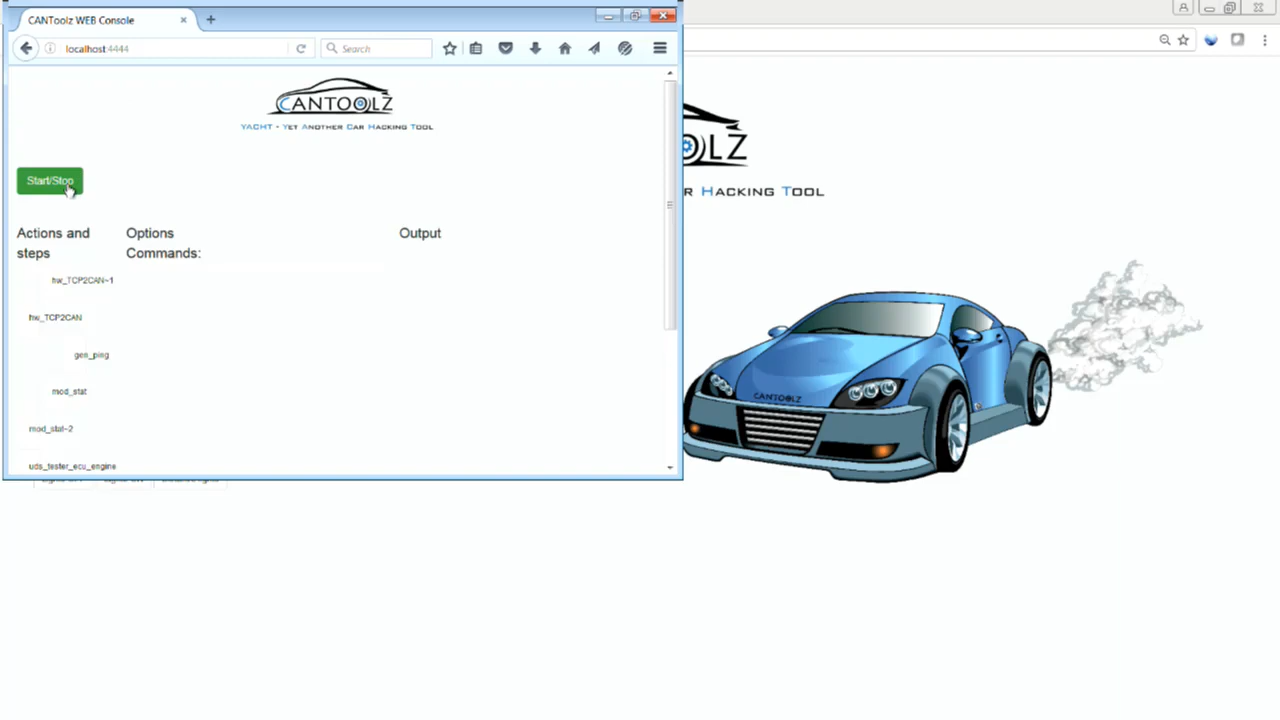 CANToolz WEB Console
localhost:4444
Search
CANTOOLZ
YACHT - YET ANOTHER CAR HACKING TOOL
Start/Stop
Actions and steps
Options
Commands:
Output
hw_TCP2CAN~1
hw_TCP2CAN
gen_ping
mod_stat
mod_stat~2
uds_tester_ecu_engine
OLZ
R HACKING TOOL
CANTOOLZ